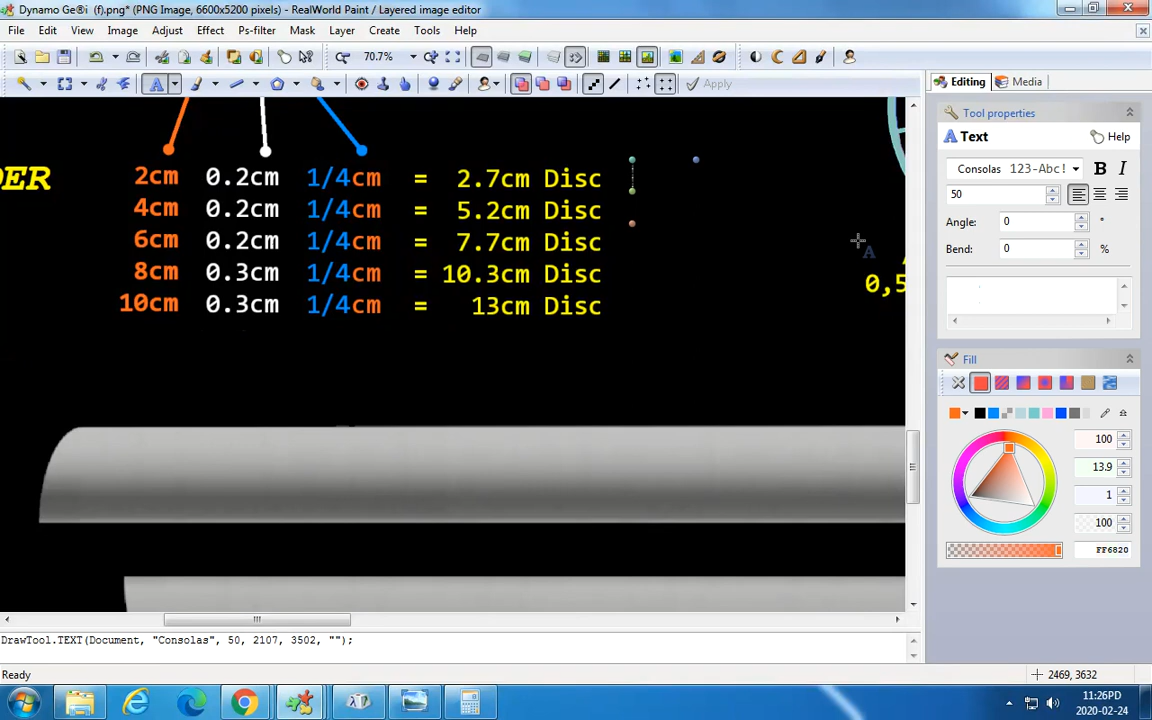 Dynamo Ge®i (f).png* (PNG Image, 6600x5200 pixels) - RealWorld Paint / Layered image editor
File Edit View Image Adjust Effect Ps-filter Mask Layer Create Tools Help
70.7%
Editing Media
Apply
Tool properties
A Text Help
Consolas 123-Abc! B I
50
Angle: 0 °
Bend: 0 %
DER
2cm 0.2cm 1/4cm = 2.7cm Disc
4cm 0.2cm 1/4cm = 5.2cm Disc
6cm 0.2cm 1/4cm = 7.7cm Disc
8cm 0.3cm 1/4cm = 10.3cm Disc
10cm 0.3cm 1/4cm = 13cm Disc
0,5
Fill
100
13.9
1
100
FF6820
DrawTool.TEXT(Document, "Consolas", 50, 2107, 3502, "");
Ready
2469, 3632
11:26PD
2020-02-24